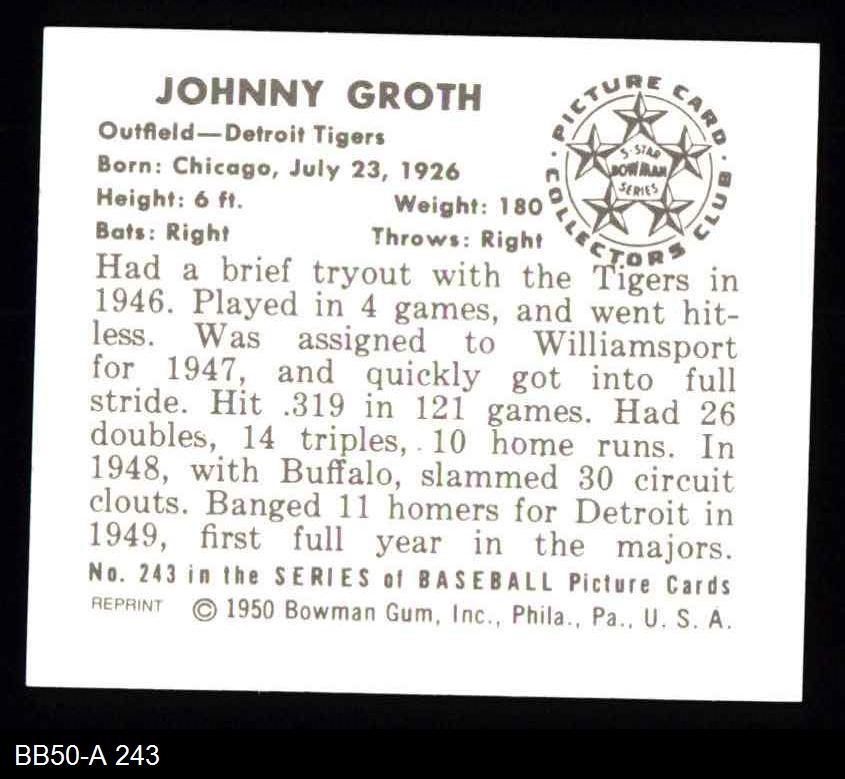 JOHNNY GROTH
Outfield—Detroit Tigers
Born: Chicago, July 23, 1926
Height: 6 ft. Weight: 180
Bats: Right Throws: Right
PICTURE CARD
COLLECTORS CLUB
5-STAR
BOWMAN
SERIES
Had a brief tryout with the Tigers in
1946. Played in 4 games, and went hit-
less. Was assigned to Williamsport
for 1947, and quickly got into full
stride. Hit .319 in 121 games. Had 26
doubles, 14 triples, 10 home runs. In
1948, with Buffalo, slammed 30 circuit
clouts. Banged 11 homers for Detroit in
1949, first full year in the majors.
No. 243 in the SERIES of BASEBALL Picture Cards
REPRINT © 1950 Bowman Gum, Inc., Phila., Pa., U. S. A.
BB50-A 243